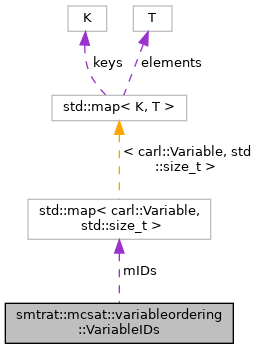 K
T
keys
elements
std::map< K, T >
< carl::Variable, std
::size_t >
std::map< carl::Variable,
std::size_t >
mIDs
smtrat::mcsat::variableordering
::VariableIDs